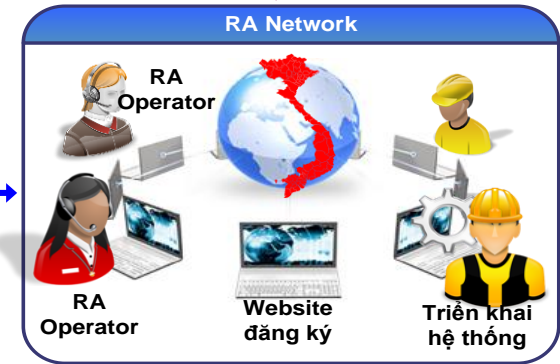 RA Network
RA
Operator
RA
Operator
Website
đăng ký
Triển khai
hệ thống